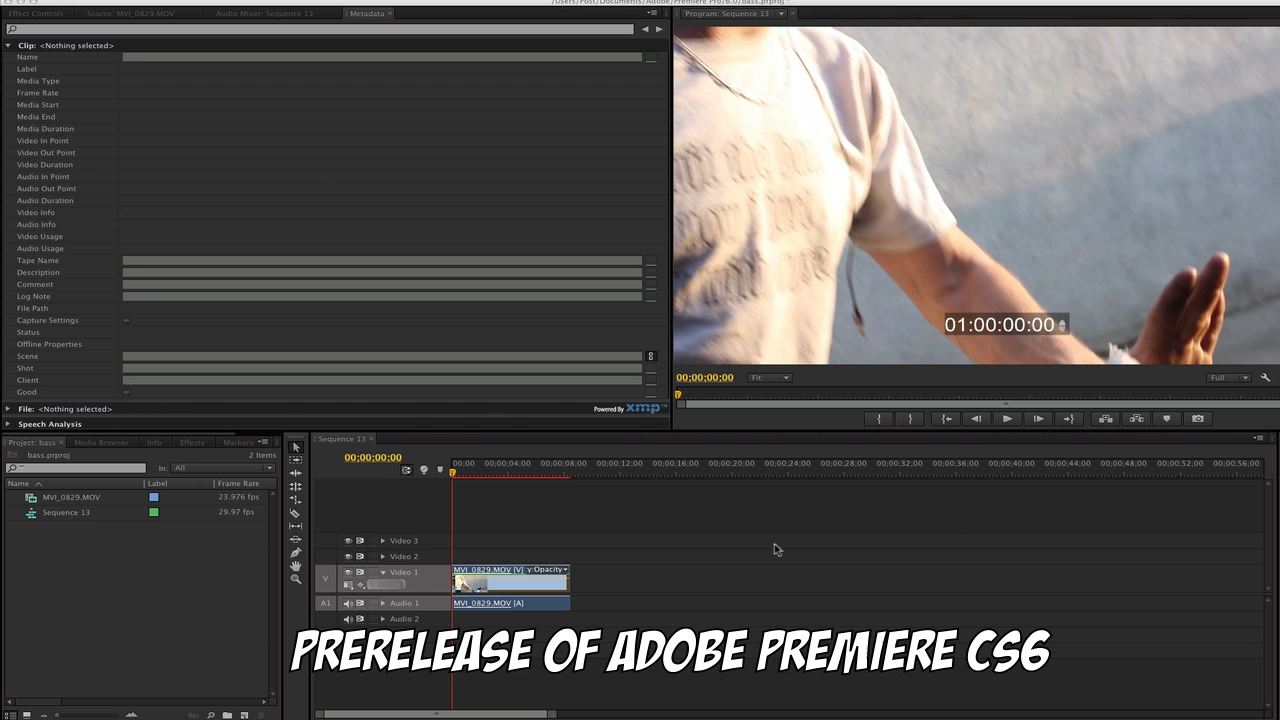 /Users/Post/Documents/Adobe/Premiere Pro/6.0/bass.prproj *
Effect Controls
Source: MVI_0829.MOV
Audio Mixer: Sequence 13
Metadata
Program: Sequence 13
Clip: <Nothing selected>
Name
Label
Media Type
Frame Rate
Media Start
Media End
Media Duration
Video In Point
Video Out Point
Video Duration
Audio In Point
Audio Out Point
Audio Duration
Video Info
Audio Info
Video Usage
Audio Usage
Tape Name
Description
Comment
Log Note
File Path
Capture Settings
Status
Offline Properties
Scene
Shot
Client
Good
File: <Nothing selected>
Powered By xmp™
Speech Analysis
01:00:00:00
00;00;00;00
Fit
Full
Project: bass
Media Browser
Info
Effects
Markers
bass.prproj
2 Items
In: All
Name
Label
Frame Rate
MVI_0829.MOV
23.976 fps
Sequence 13
29.97 fps
Sequence 13
00;00;00;00
00;00
00;00;04;00
00;00;08;00
00;00;12;00
00;00;16;00
00;00;20;00
00;00;24;00
00;00;28;00
00;00;32;00
00;00;36;00
00;00;40;00
00;00;44;00
00;00;48;00
00;00;52;00
00;00;56;00
Video 3
Video 2
V
Video 1
MVI_0829.MOV [V] y:Opacity
A1
Audio 1
MVI_0829.MOV [A]
Audio 2
PRERELEASE OF ADOBE PREMIERE CS6